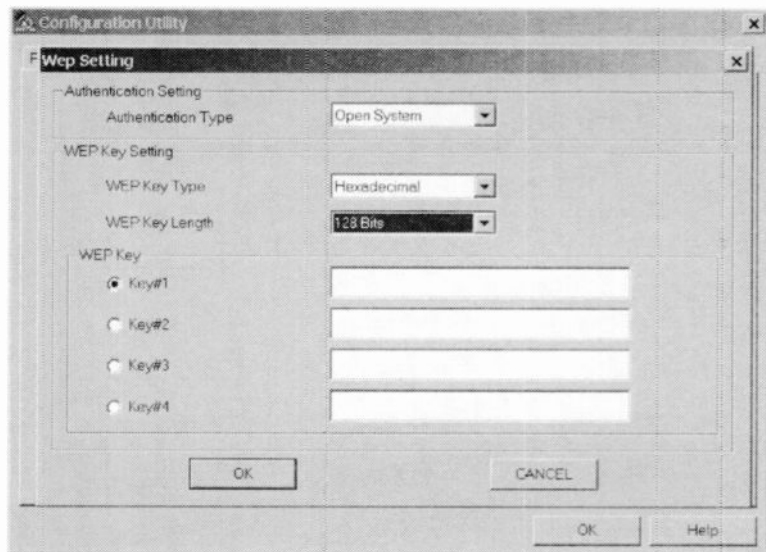 Configuration Utility
F
Wep Setting
Authentication Setting
Authentication Type
Open System
WEP Key Setting
WEP Key Type
Hexadecimal
WEP Key Length
128 Bits
WEP Key
Key#1
Key#2
Key#3
Key#4
OK
CANCEL
OK
Help